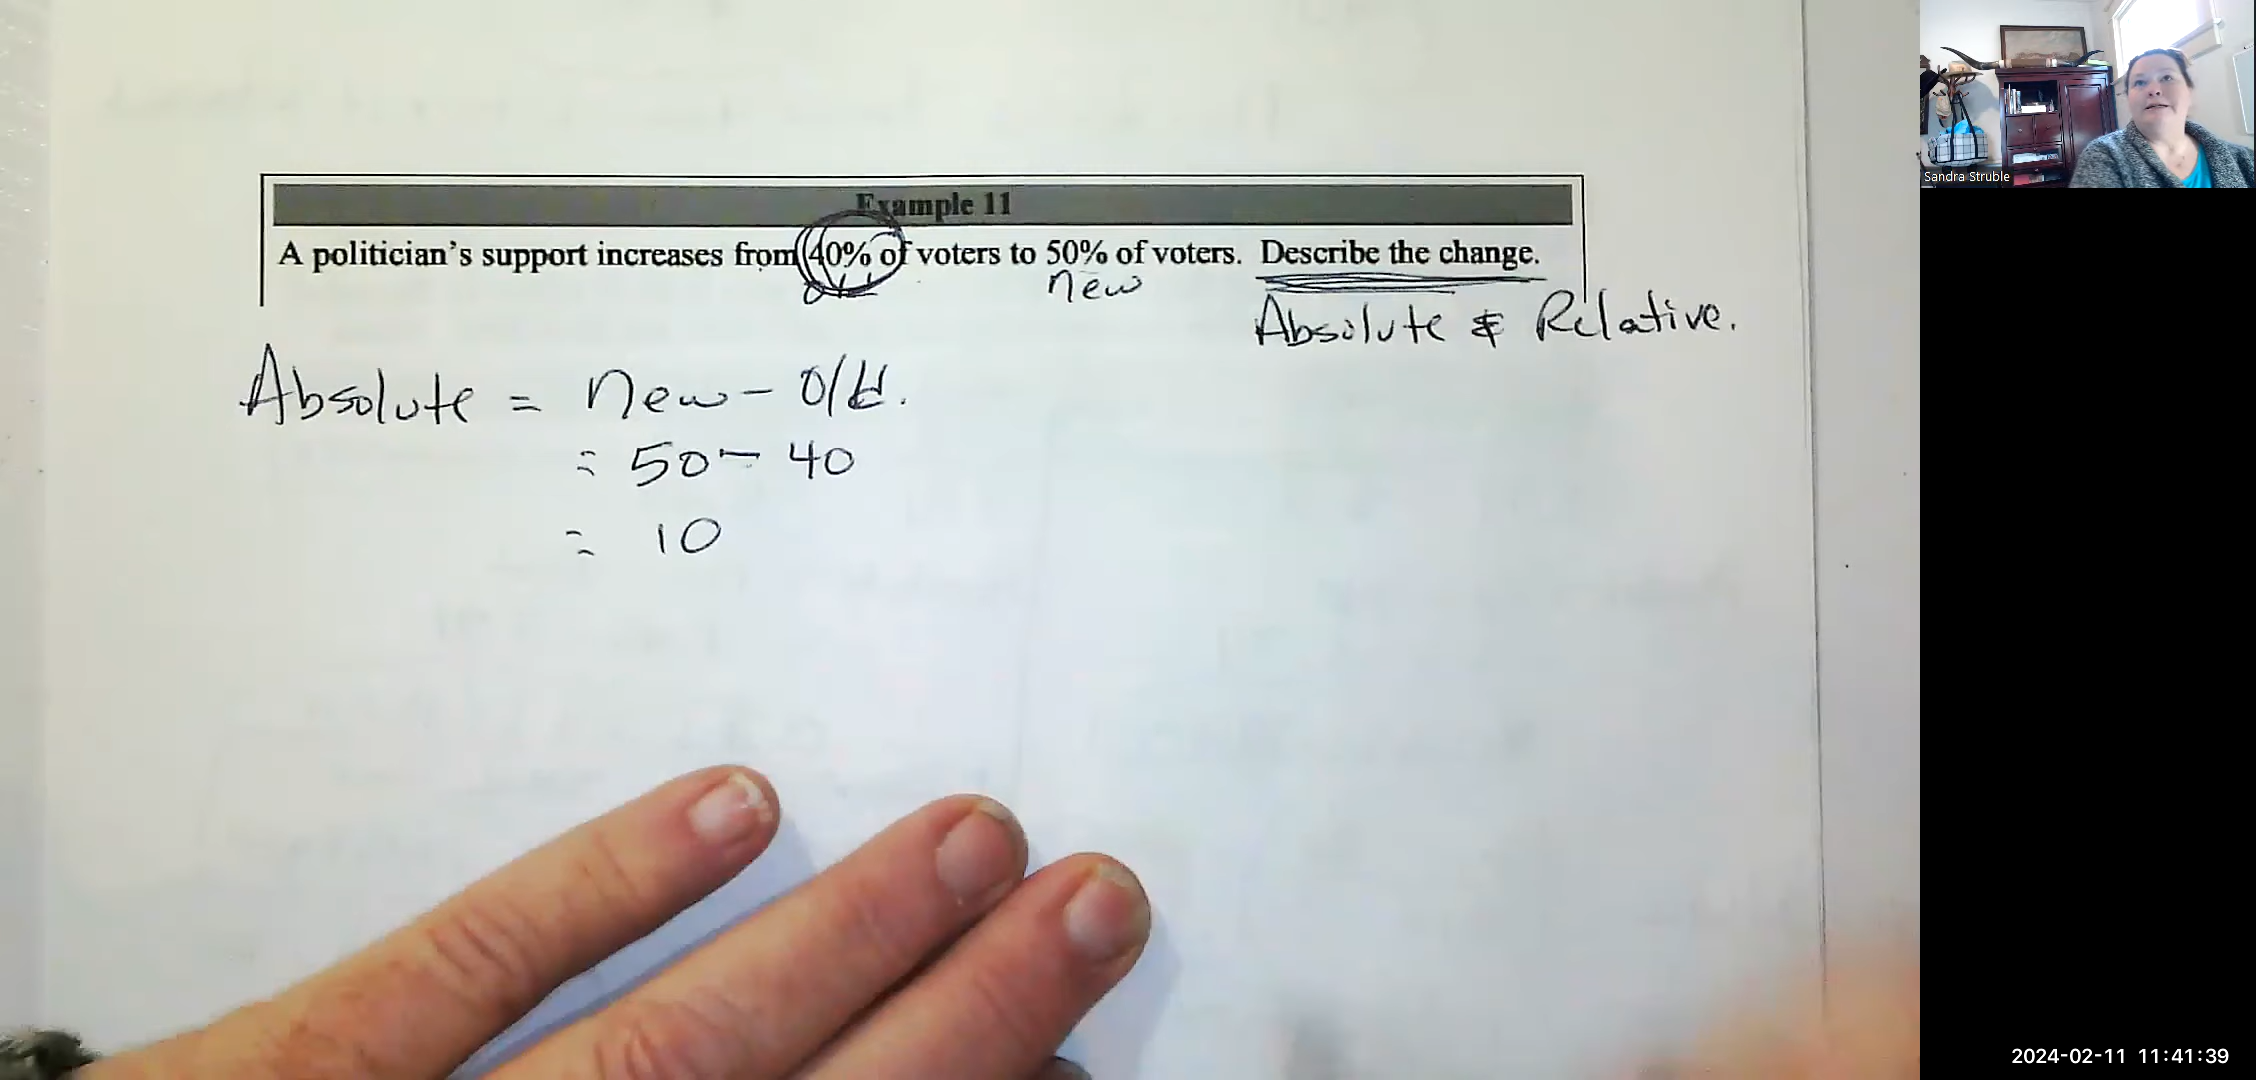 Example 11
A politician's support increases from 40% of voters to 50% of voters. Describe the change.
old new
Absolute & Relative.
Absolute = new - old.
= 50 - 40
= 10
Sandra Struble
2024-02-11 11:41:39